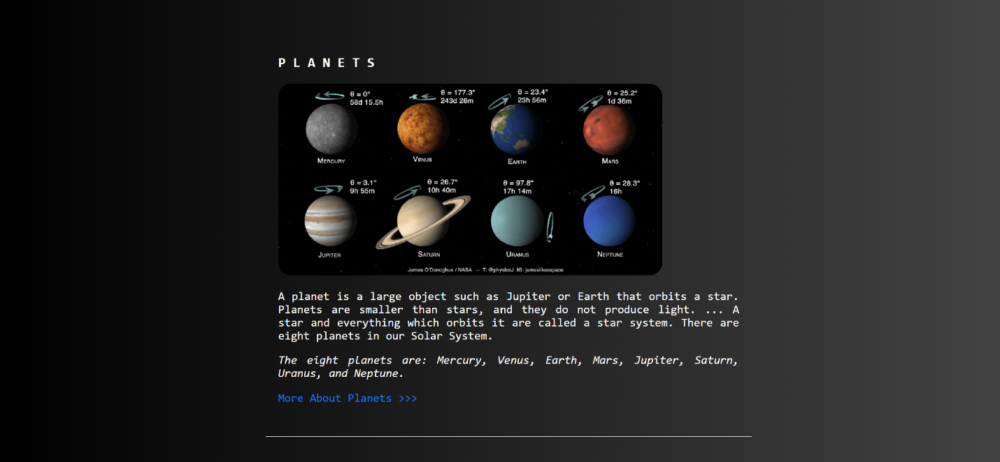 PLANETS
θ = 0°
58d 15.5h
θ = 177.3°
243d 26m
θ = 23.4°
23h 56m
θ = 25.2°
1d 36m
MERCURY
VENUS
EARTH
MARS
θ = 3.1°
9h 55m
θ = 26.7°
10h 40m
θ = 97.8°
17h 14m
θ = 28.3°
16h
JUPITER
SATURN
URANUS
NEPTUNE
James O'Donoghue / NASA -- T: @physicsJ IG: jameslikesspace
A planet is a large object such as Jupiter or Earth that orbits a star.
Planets are smaller than stars, and they do not produce light. ... A
star and everything which orbits it are called a star system. There are
eight planets in our Solar System.
The eight planets are: Mercury, Venus, Earth, Mars, Jupiter, Saturn,
Uranus, and Neptune.
More About Planets >>>